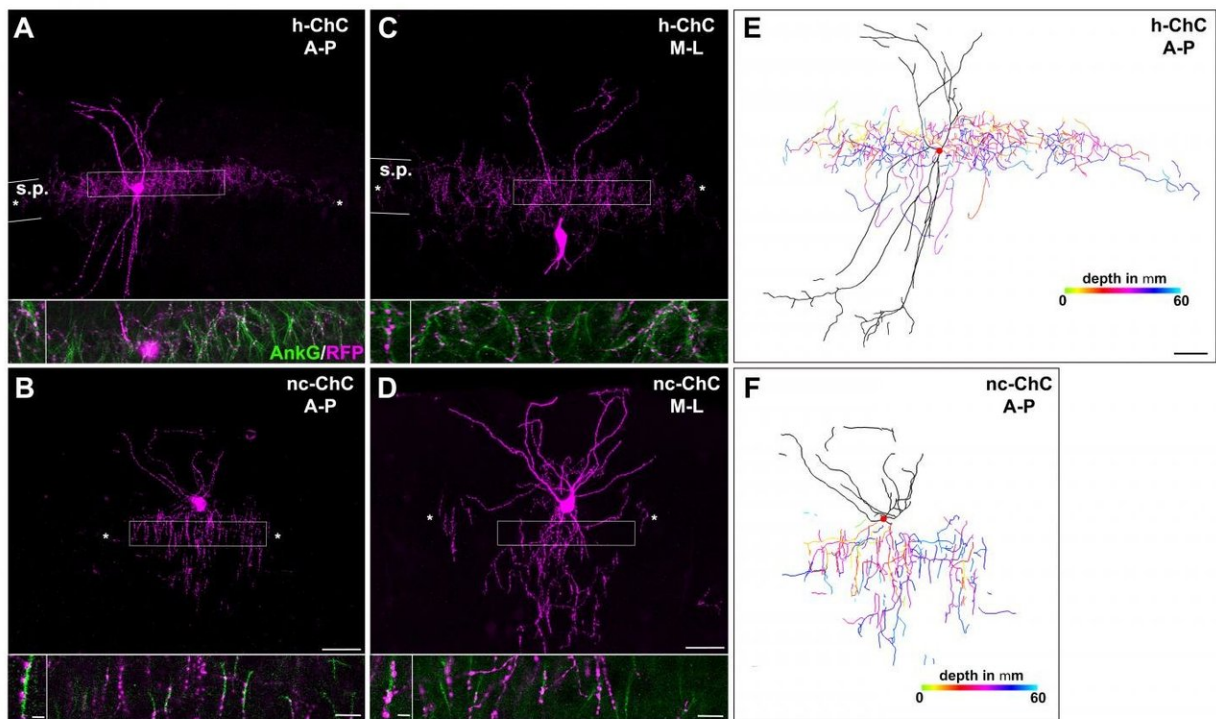 A
h-ChC
A-P
s.p.
*
*
AnkG/RFP
C
h-ChC
M-L
s.p.
*
*
E
h-ChC
A-P
depth in mm
0
60
B
nc-ChC
A-P
*
*
D
nc-ChC
M-L
*
*
F
nc-ChC
A-P
depth in mm
0
60